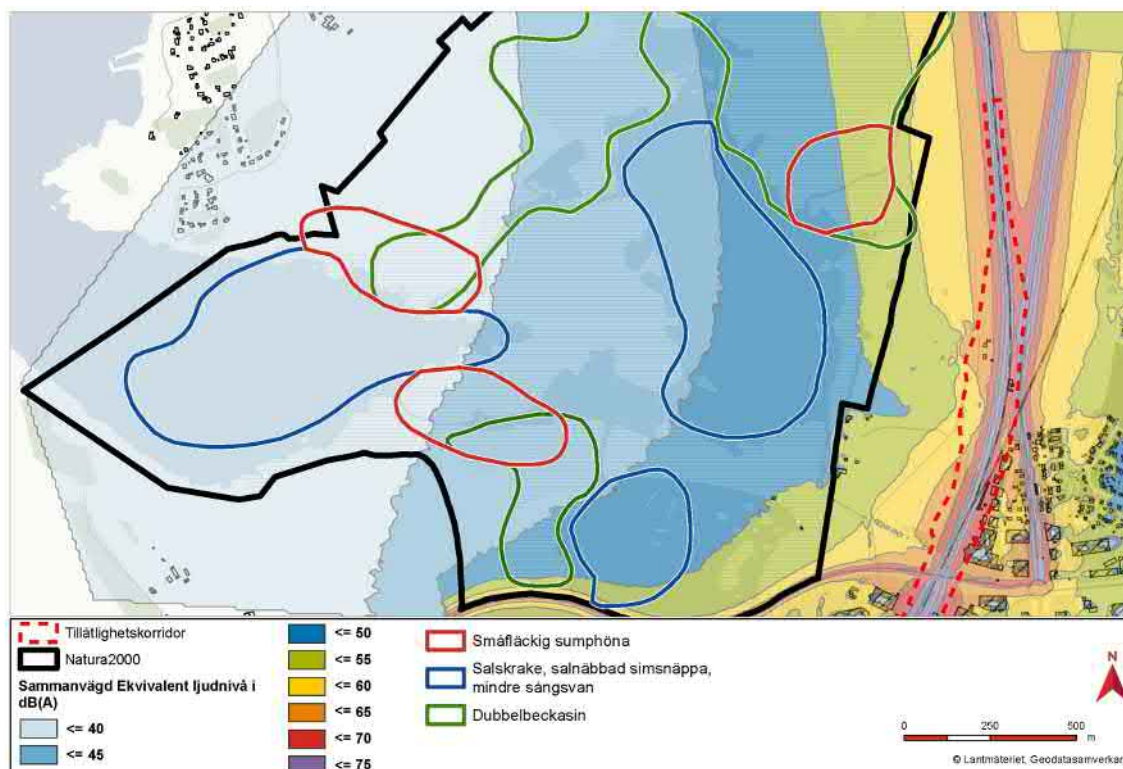 Tillåtlighetskorridor
Natura2000
Sammanvägd Ekvivalent ljudnivå i
dB(A)
<= 40
<= 45
<= 50
<= 55
<= 60
<= 65
<= 70
<= 75
Småfläckig sumphöna
Salskrake, salnäbbad simsnäppa,
mindre sångsvan
Dubbelbeckasin
N
0 250 500
m
© Lantmäteriet, Geodatasamverkan